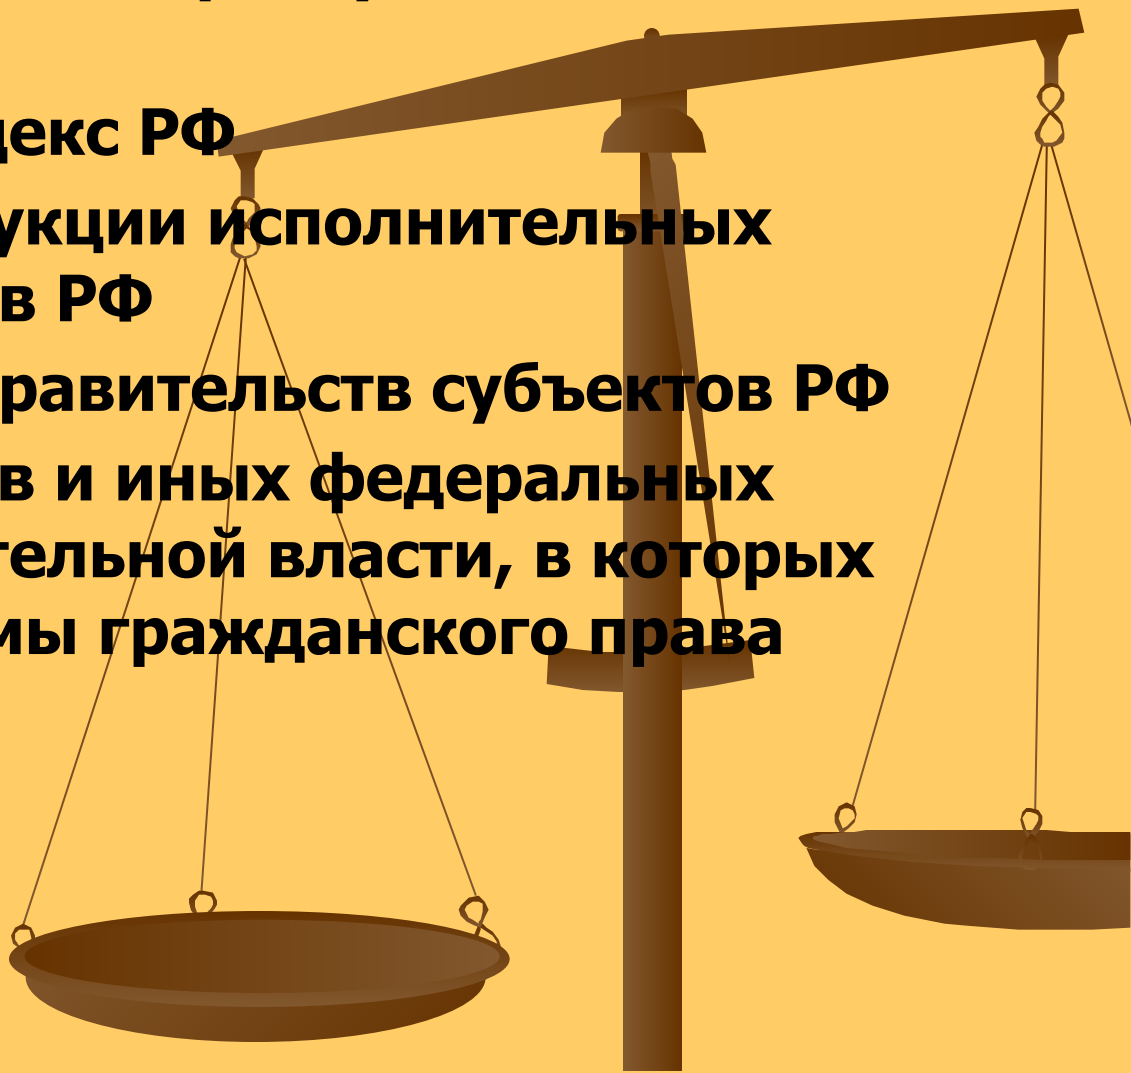 декс РФ
укции исполнительных
в РФ
равительств субъектов РФ
в и иных федеральных
тельной власти, в которых
мы гражданского права